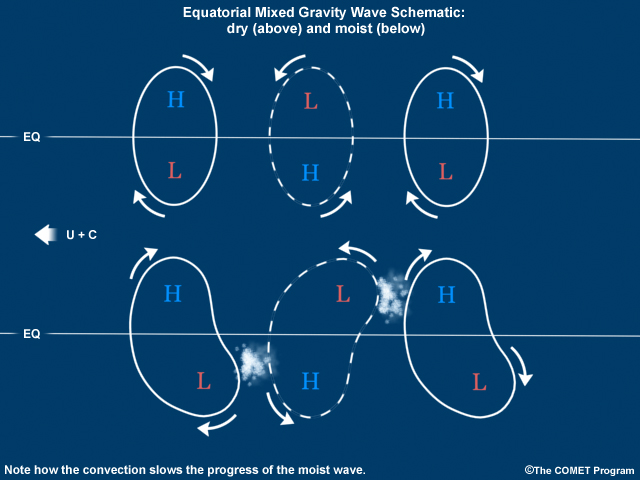 Equatorial Mixed Gravity Wave Schematic:
dry (above) and moist (below)
H L H
EQ
L H L
U + C
H L H
EQ
L H L
Note how the convection slows the progress of the moist wave.
©The COMET Program